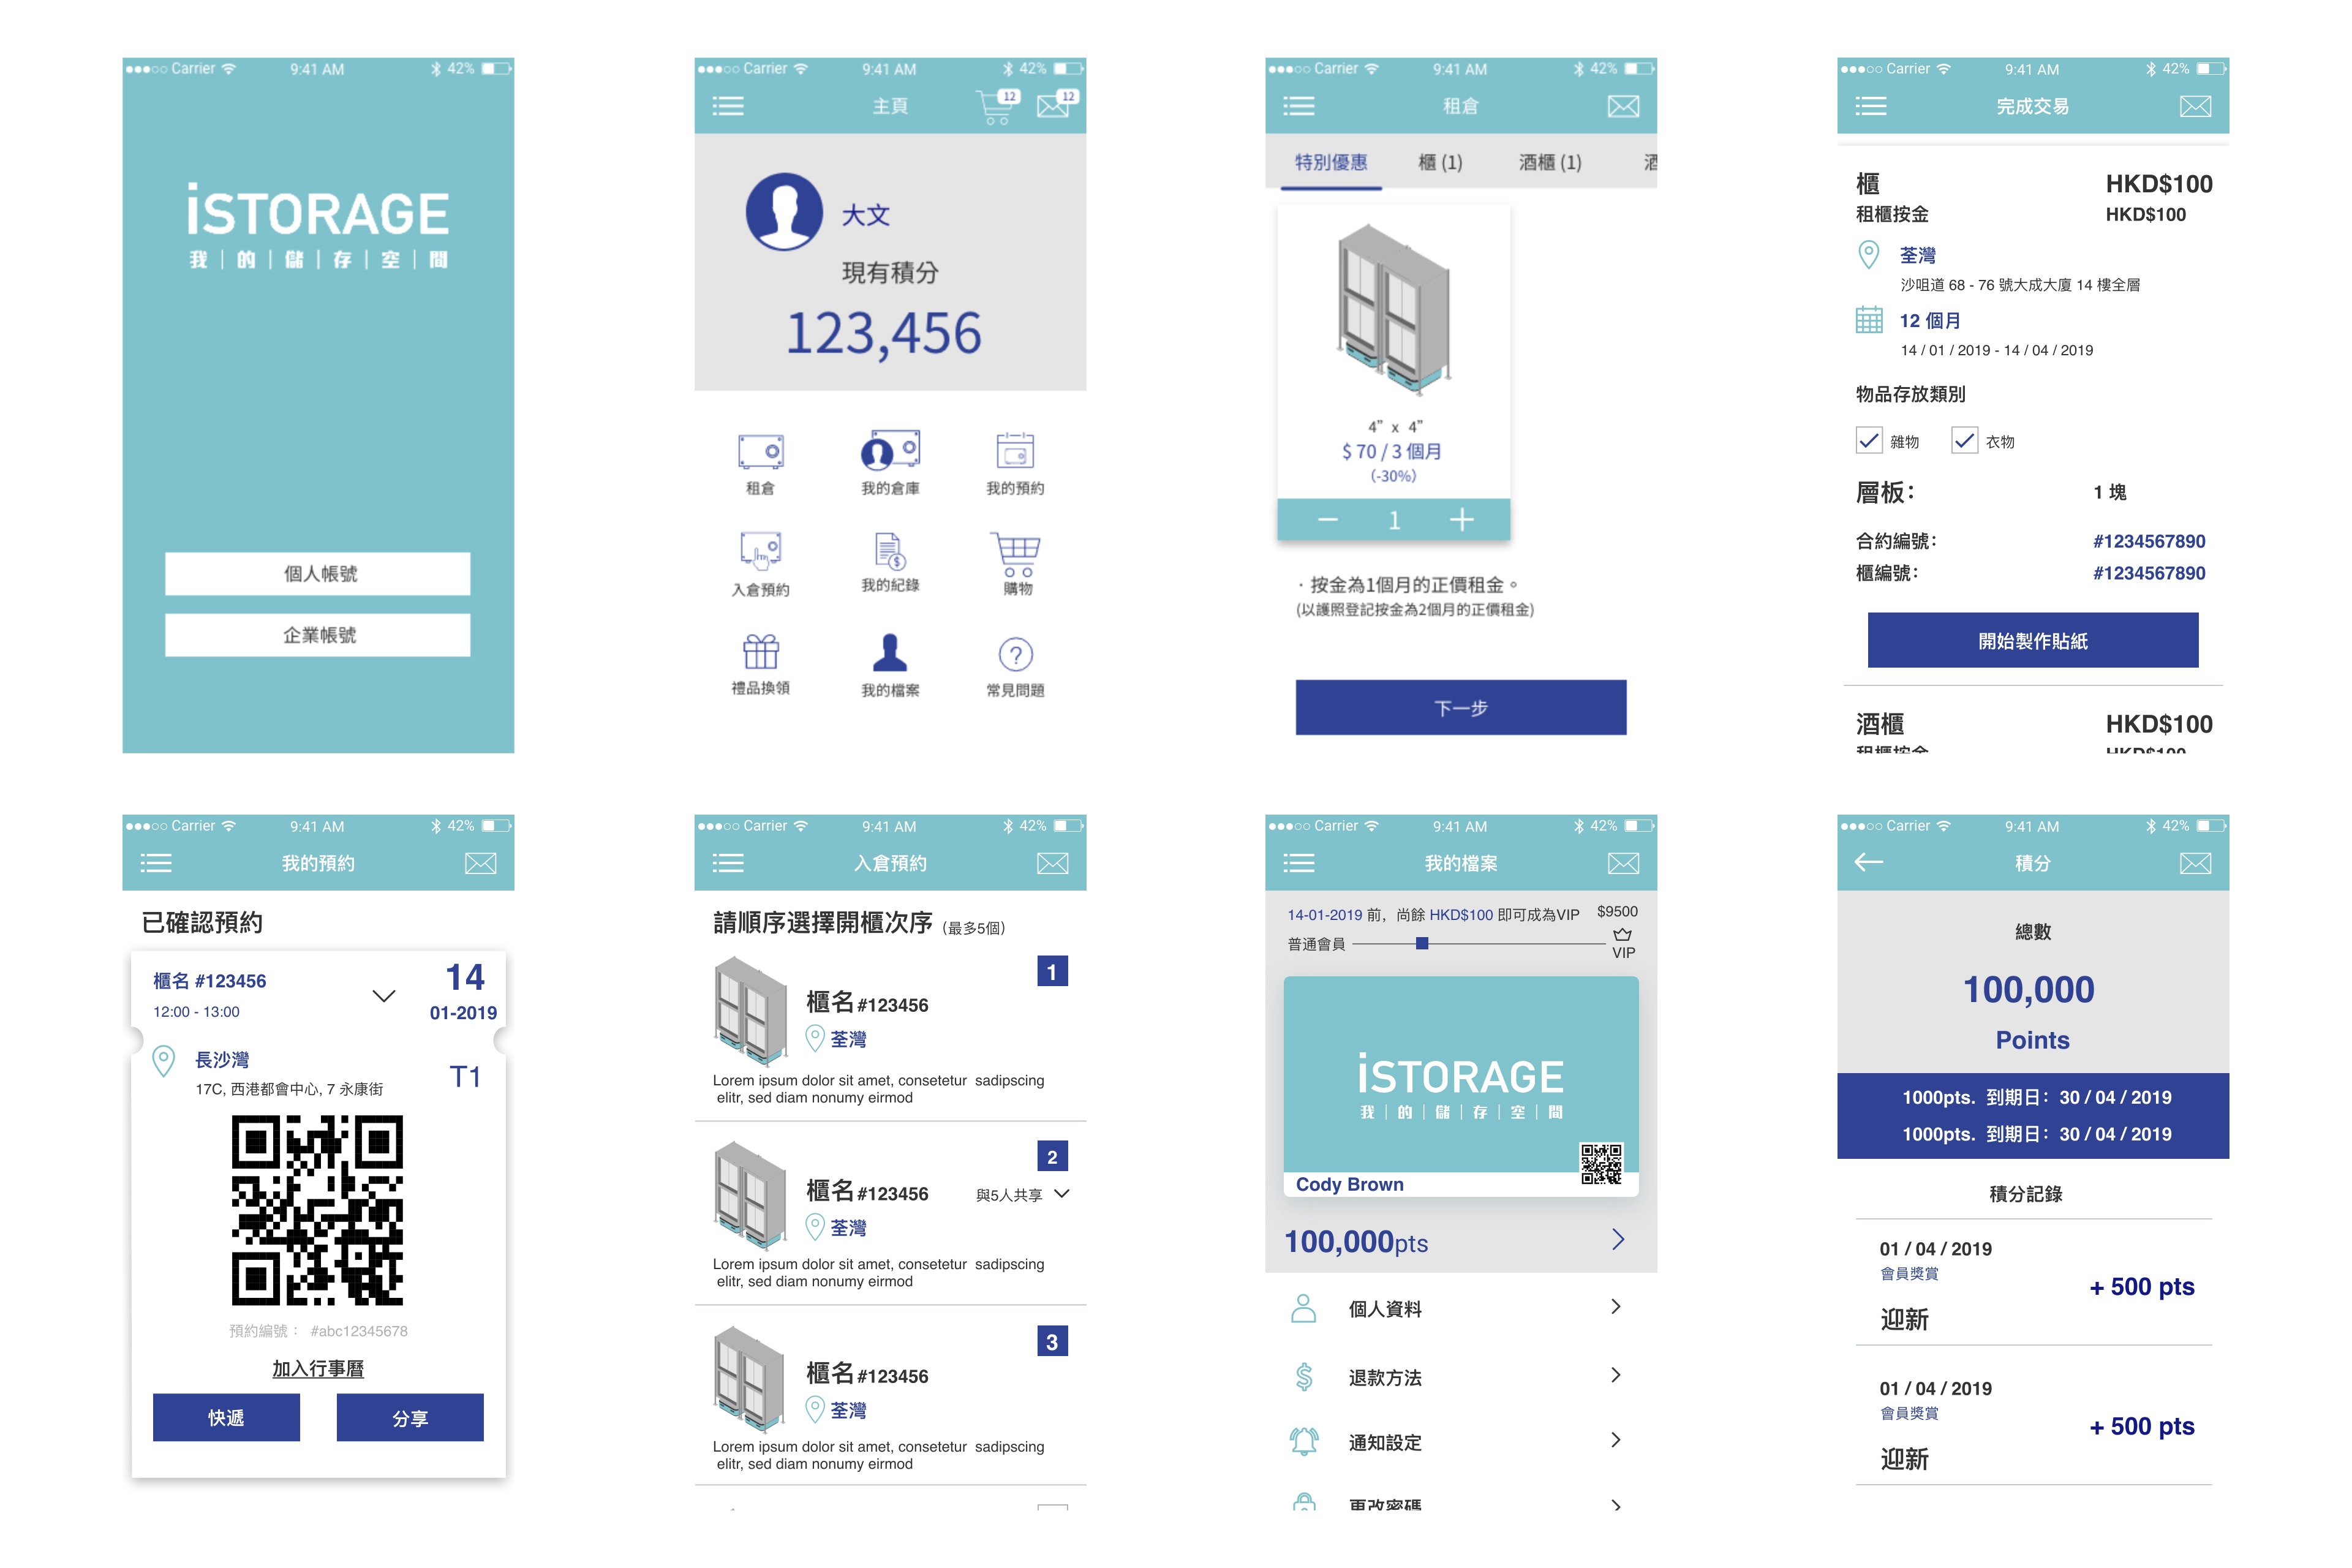 Carrier 9:41 AM 42%
iSTORAGE
我 | 的 | 儲 | 存 | 空 | 間
個人帳號
企業帳號
Carrier 9:41 AM 42%
主頁 12 12
大文
現有積分
123,456
租倉 我的倉庫 我的預約
入倉預約 我的紀錄 購物
禮品換領 我的檔案 常見問題
Carrier 9:41 AM 42%
租倉
特別優惠 櫃 (1) 酒櫃 (1) 酒
4” x 4”
$ 70 / 3 個月
(-30%)
− 1 +
· 按金為1個月的正價租金。
(以護照登記按金為2個月的正價租金)
下一步
Carrier 9:41 AM 42%
完成交易
櫃 HKD$100
租櫃按金 HKD$100
荃灣
沙咀道 68 - 76 號大成大廈 14 樓全層
12 個月
14 / 01 / 2019 - 14 / 04 / 2019
物品存放類別
雜物 衣物
層板： 1 塊
合約編號： #1234567890
櫃編號： #1234567890
開始製作貼紙
酒櫃 HKD$100
租櫃按金 HKD$100
Carrier 9:41 AM 42%
我的預約
已確認預約
櫃名 #123456 14
12:00 - 13:00 01-2019
長沙灣 T1
17C, 西港都會中心, 7 永康街
預約編號： #abc12345678
加入行事曆
快遞 分享
Carrier 9:41 AM 42%
入倉預約
請順序選擇開櫃次序 (最多5個)
1
櫃名#123456
荃灣
Lorem ipsum dolor sit amet, consetetur sadipscing
elitr, sed diam nonumy eirmod
2
櫃名#123456 與5人共享
荃灣
Lorem ipsum dolor sit amet, consetetur sadipscing
elitr, sed diam nonumy eirmod
3
櫃名#123456
荃灣
Lorem ipsum dolor sit amet, consetetur sadipscing
elitr, sed diam nonumy eirmod
Carrier 9:41 AM 42%
我的檔案
14-01-2019 前，尚餘 HKD$100 即可成為VIP $9500
普通會員 VIP
iSTORAGE
我 | 的 | 儲 | 存 | 空 | 間
Cody Brown
100,000pts
個人資料
退款方法
通知設定
更改密碼
Carrier 9:41 AM 42%
積分
總數
100,000
Points
1000pts. 到期日：30 / 04 / 2019
1000pts. 到期日：30 / 04 / 2019
積分記錄
01 / 04 / 2019
會員獎賞
+ 500 pts
迎新
01 / 04 / 2019
會員獎賞
+ 500 pts
迎新